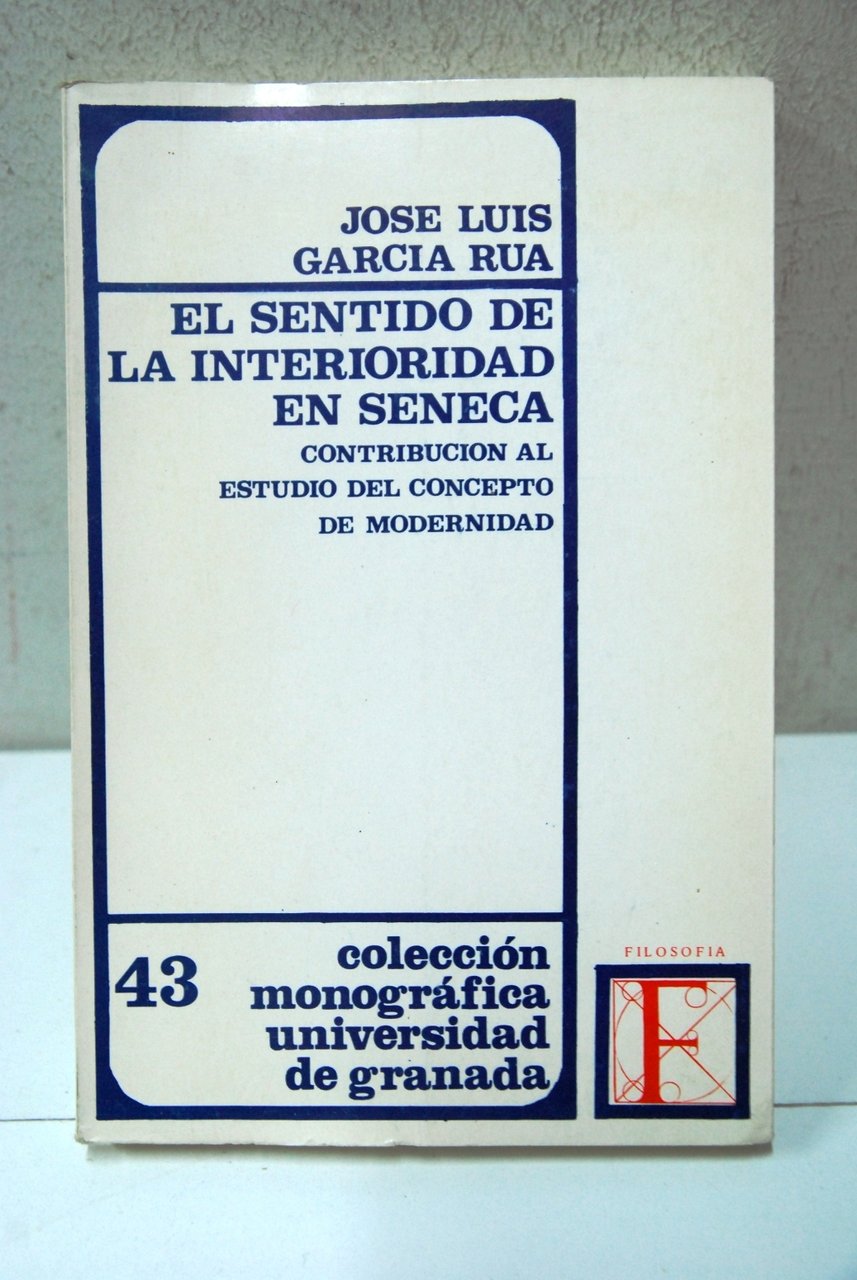 JOSE LUIS
GARCIA RUA
EL SENTIDO DE
LA INTERIORIDAD
EN SENECA
CONTRIBUCION AL
ESTUDIO DEL CONCEPTO
DE MODERNIDAD
43
colección
monográfica
universidad
de granada
FILOSOFIA
F